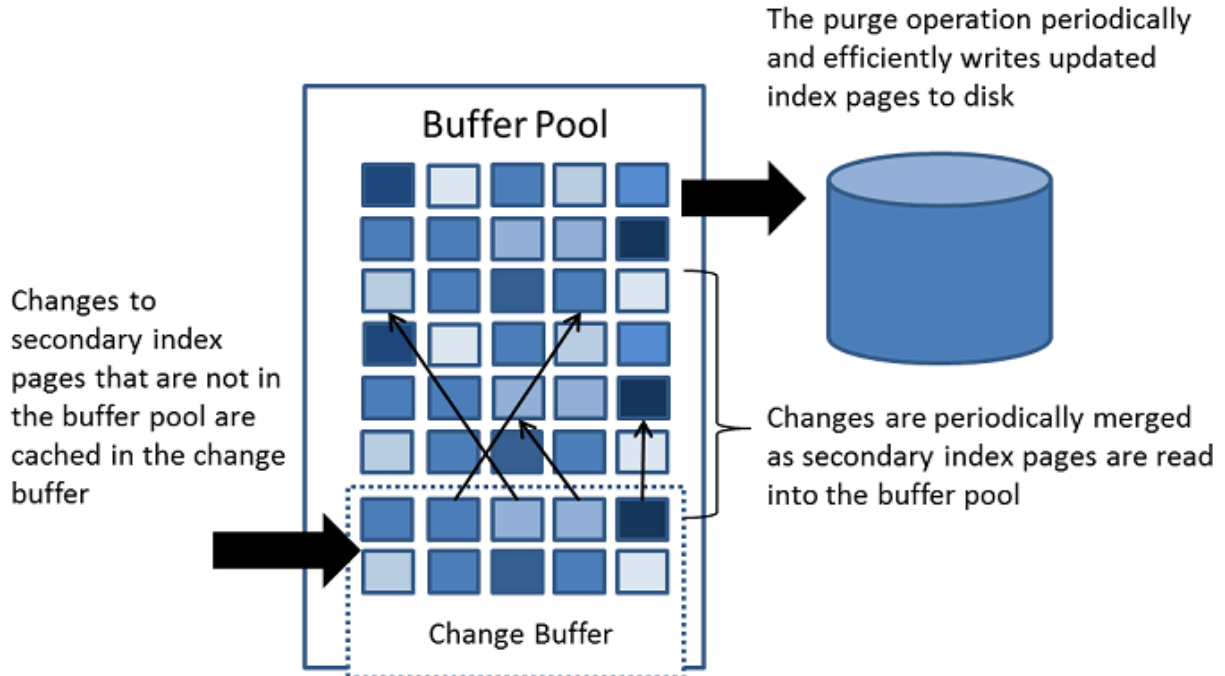 The purge operation periodically
and efficiently writes updated
index pages to disk
Buffer Pool
Changes to
secondary index
pages that are not in
the buffer pool are
cached in the change
buffer
Changes are periodically merged
as secondary index pages are read
into the buffer pool
Change Buffer